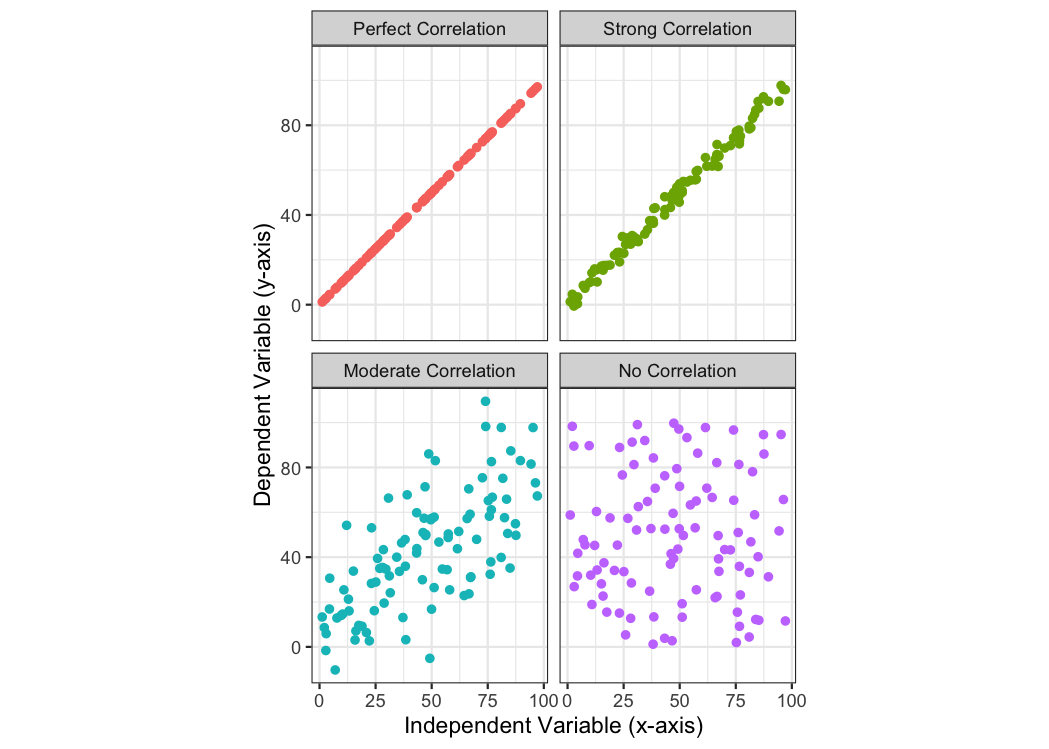 Perfect Correlation
Strong Correlation
80
40
0
Moderate Correlation
No Correlation
80
40
0
0 25 50 75 100 0 25 50 75 100
Independent Variable (x-axis)
Dependent Variable (y-axis)